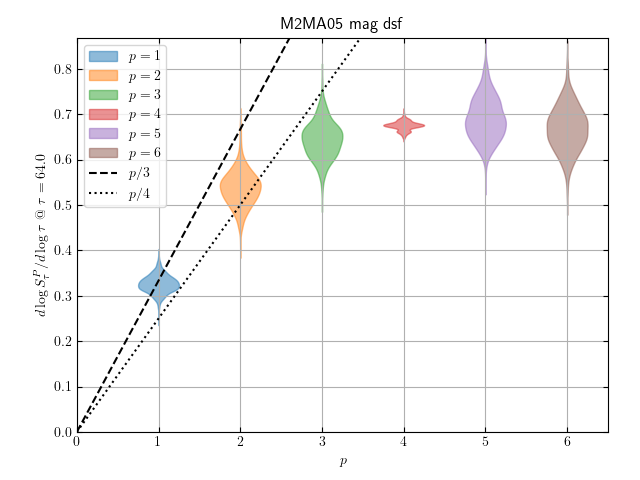 M2MA05 mag dsf
p = 1
p = 2
p = 3
p = 4
p = 5
p = 6
p/3
p/4
d log S_τ^P / d log τ @ τ = 64.0
0.8
0.7
0.6
0.5
0.4
0.3
0.2
0.1
0.0
0 1 2 3 4 5 6
p